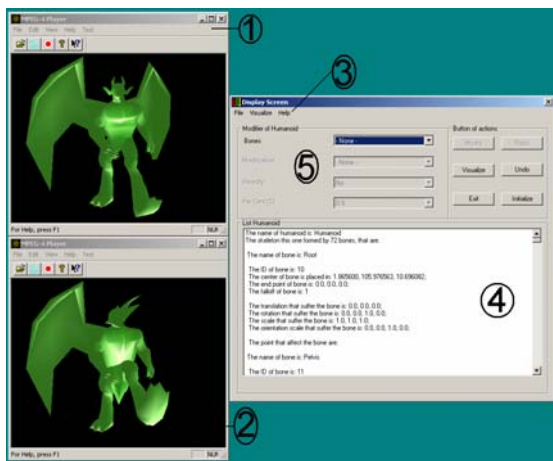 MPEG-4 Player
File Edit View Help Test
①
For Help, press F1
NUM
MPEG-4 Player
File Edit View Help Test
②
For Help, press F1
NUM
③
Display Screen
File Visualize Help
Modifier of Humanoid
Bones
- None -
- None -
⑤
Button of actions
Visualize
Undo
Exit
Initialize
List Humanoid
The name of humanoid is: Humanoid
The skeleton this one formed by 72 bones, that are:
The name of bone is: Root
The ID of bone is: 10
The center of bone is placed in: 1.865600, 105.976563, 10.696082;
The end point of bone is: 0.0, 0.0, 0.0;
The falloff of bone is: 1
The translation that suffer the bone is: 0.0, 0.0, 0.0;
The rotation that suffer the bone is: 0.0, 0.0, 1.0, 0.0;
The scale that suffer the bone is: 1.0, 1.0, 1.0;
The orientation scale that suffer the bone is: 0.0, 0.0, 1.0, 0.0;
The point that affect the bone are:
The name of bone is: Pelvis
The ID of bone is: 11
④